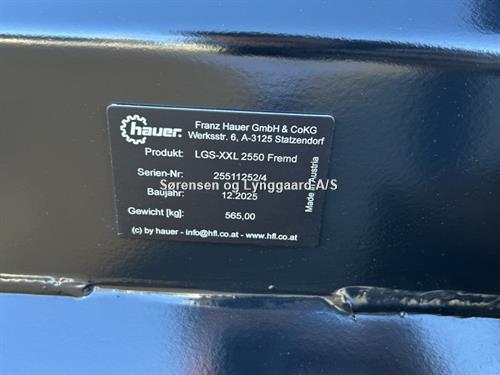 hauer.
Franz Hauer GmbH & CoKG
Werksstr. 6, A-3125 Statzendorf
Produkt: LGS-XXL 2550 Fremd
Serien-Nr: 25511252/4
Sørensen og Lynggaard A/S
Baujahr: 12.2025
Gewicht [kg]: 565,00
Made in Austria
(c) by hauer - info@hfl.co.at - www.hfl.co.at